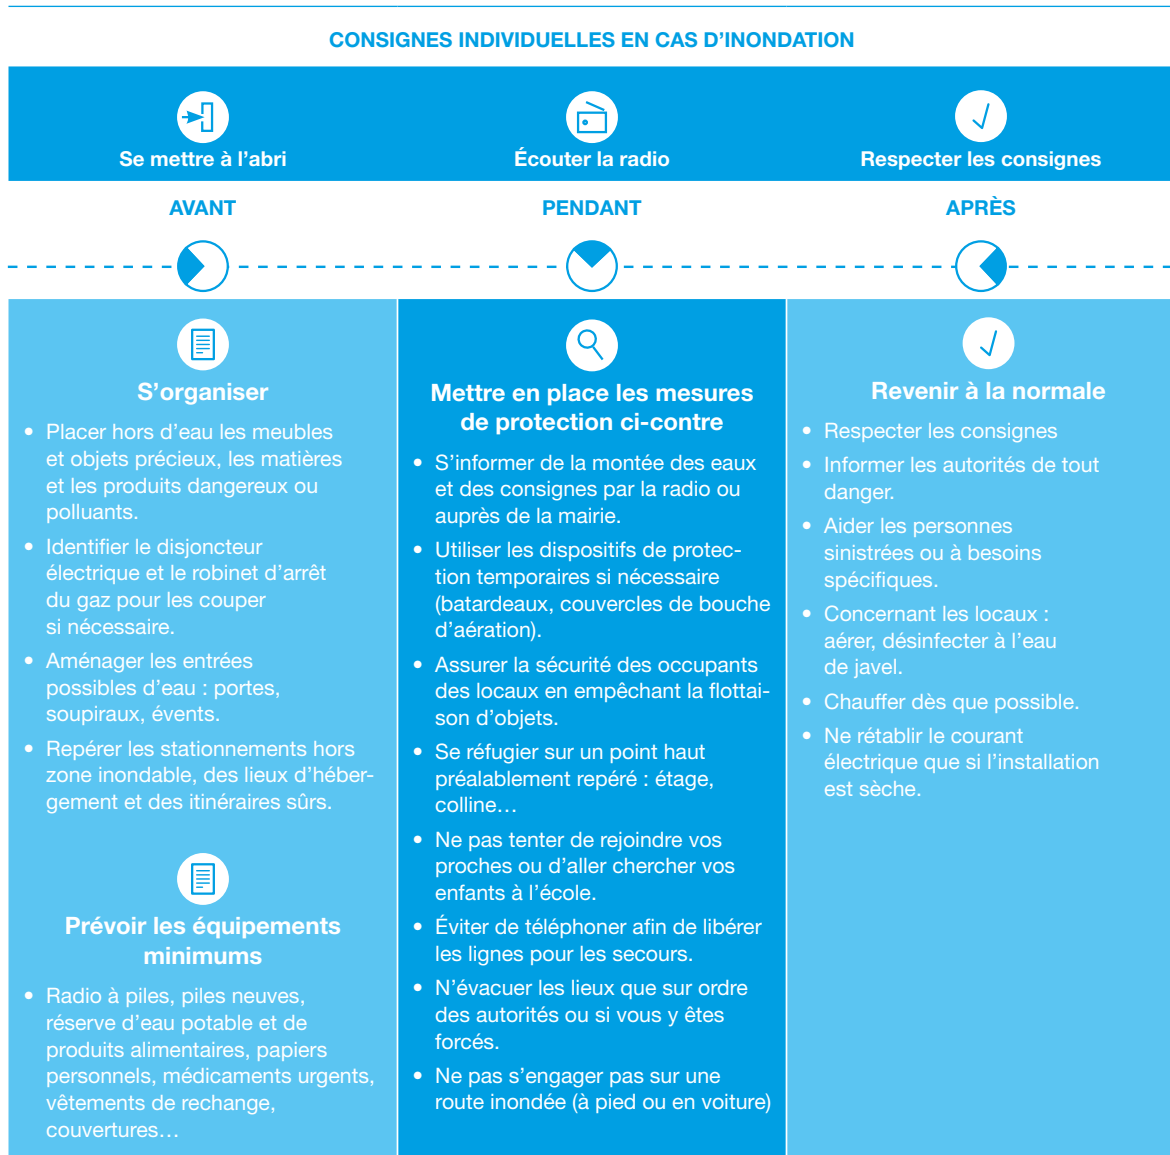 CONSIGNES INDIVIDUELLES EN CAS D'INONDATION
Se mettre à l'abri
Écouter la radio
Respecter les consignes
AVANT
PENDANT
APRÈS
S'organiser
• Placer hors d'eau les meubles
et objets précieux, les matières
et les produits dangereux ou
polluants.
• Identifier le disjoncteur
électrique et le robinet d'arrêt
du gaz pour les couper
si nécessaire.
• Aménager les entrées
possibles d'eau : portes,
soupiraux, évents.
• Repérer les stationnements hors
zone inondable, des lieux d'héber-
gement et des itinéraires sûrs.
Prévoir les équipements
minimums
• Radio à piles, piles neuves,
réserve d'eau potable et de
produits alimentaires, papiers
personnels, médicaments urgents,
vêtements de rechange,
couvertures…
Mettre en place les mesures
de protection ci-contre
• S'informer de la montée des eaux
et des consignes par la radio ou
auprès de la mairie.
• Utiliser les dispositifs de protec-
tion temporaires si nécessaire
(batardeaux, couvercles de bouche
d'aération).
• Assurer la sécurité des occupants
des locaux en empêchant la flottai-
son d'objets.
• Se réfugier sur un point haut
préalablement repéré : étage,
colline…
• Ne pas tenter de rejoindre vos
proches ou d'aller chercher vos
enfants à l'école.
• Éviter de téléphoner afin de libérer
les lignes pour les secours.
• N'évacuer les lieux que sur ordre
des autorités ou si vous y êtes
forcés.
• Ne pas s'engager pas sur une
route inondée (à pied ou en voiture)
Revenir à la normale
• Respecter les consignes
• Informer les autorités de tout
danger.
• Aider les personnes
sinistrées ou à besoins
spécifiques.
• Concernant les locaux :
aérer, désinfecter à l'eau
de javel.
• Chauffer dès que possible.
• Ne rétablir le courant
électrique que si l'installation
est sèche.